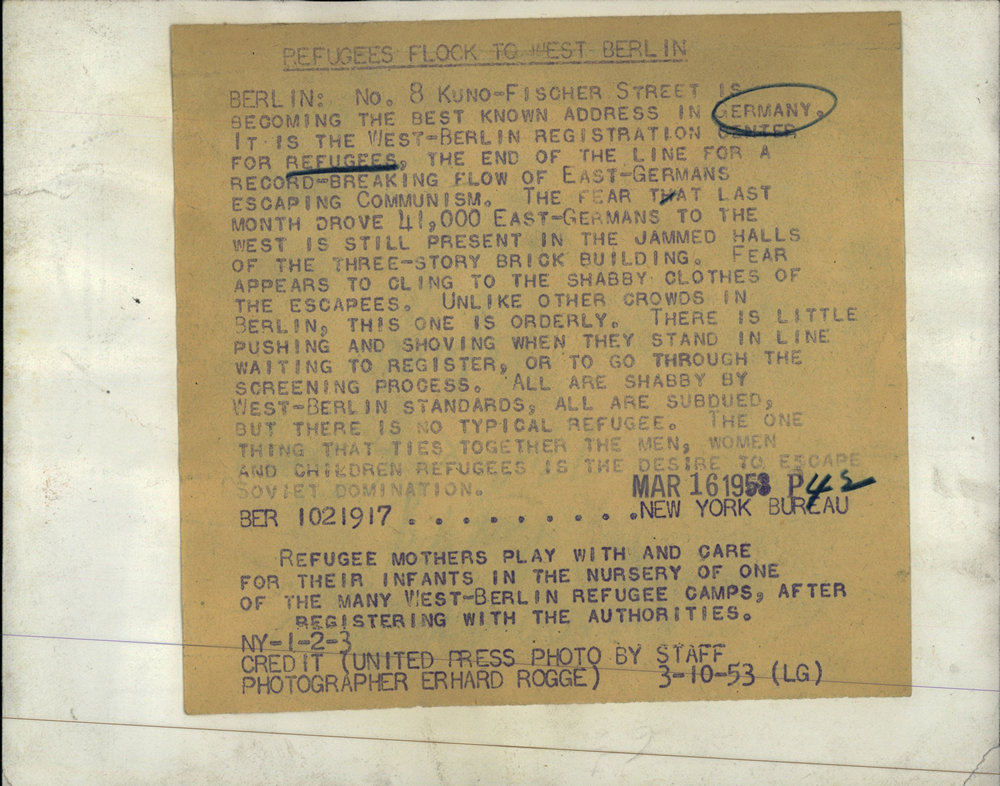 REFUGEES FLOCK TO WEST BERLIN
BERLIN: No. 8 KUNO-FISCHER STREET IS
BECOMING THE BEST KNOWN ADDRESS IN GERMANY.
IT IS THE WEST-BERLIN REGISTRATION CENTER
FOR REFUGEES, THE END OF THE LINE FOR A
RECORD-BREAKING FLOW OF EAST-GERMANS
ESCAPING COMMUNISM. THE FEAR THAT LAST
MONTH DROVE 41,000 EAST-GERMANS TO THE
WEST IS STILL PRESENT IN THE JAMMED HALLS
OF THE THREE-STORY BRICK BUILDING. FEAR
APPEARS TO CLING TO THE SHABBY CLOTHES OF
THE ESCAPEES. UNLIKE OTHER CROWDS IN
BERLIN, THIS ONE IS ORDERLY. THERE IS LITTLE
PUSHING AND SHOVING WHEN THEY STAND IN LINE
WAITING TO REGISTER, OR TO GO THROUGH THE
SCREENING PROCESS. ALL ARE SHABBY BY
WEST-BERLIN STANDARDS, ALL ARE SUBDUED,
BUT THERE IS NO TYPICAL REFUGEE. THE ONE
THING THAT TIES TOGETHER THE MEN, WOMEN
AND CHILDREN REFUGEES IS THE DESIRE TO ESCAPE
SOVIET DOMINATION. MAR 16 1953 P42
BER 1021917 . . . . . . . . . .NEW YORK BUREAU
REFUGEE MOTHERS PLAY WITH AND CARE
FOR THEIR INFANTS IN THE NURSERY OF ONE
OF THE MANY WEST-BERLIN REFUGEE CAMPS, AFTER
REGISTERING WITH THE AUTHORITIES.
NY-1-2-3
CREDIT (UNITED PRESS PHOTO BY STAFF
PHOTOGRAPHER ERHARD ROGGE) 3-10-53 (LG)